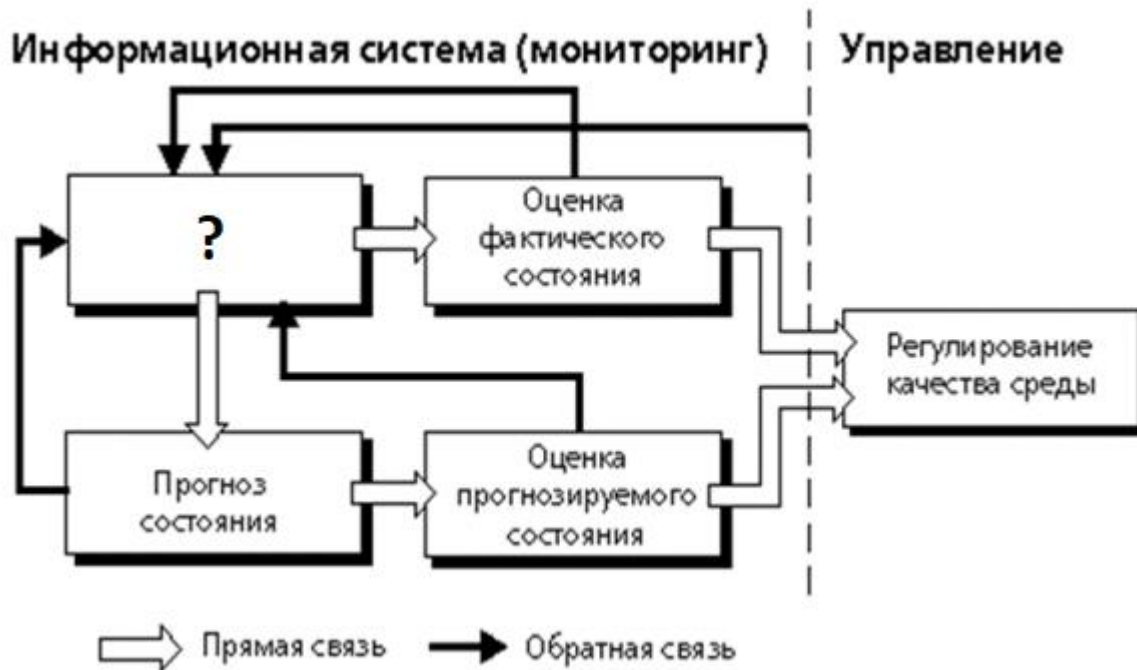 Информационная система (мониторинг)
Управление
?
Оценка
фактического
состояния
Регулирование
качества среды
Прогноз
состояния
Оценка
прогнозируемого
состояния
Прямая связь
Обратная связь